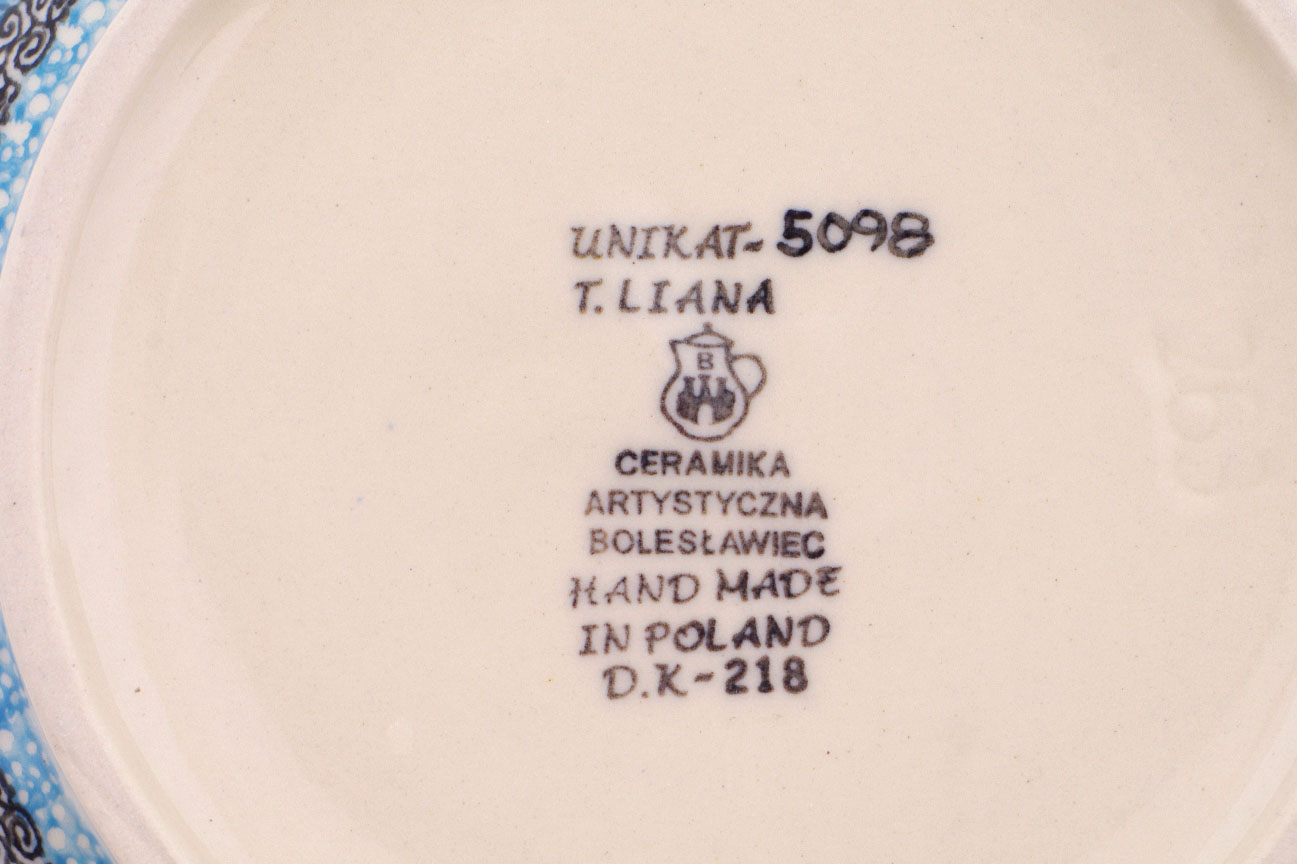 UNIKAT-5098
T. LIANA
B
CERAMIKA
ARTYSTYCZNA
BOLESŁAWIEC
HAND MADE
IN POLAND
D.K-218